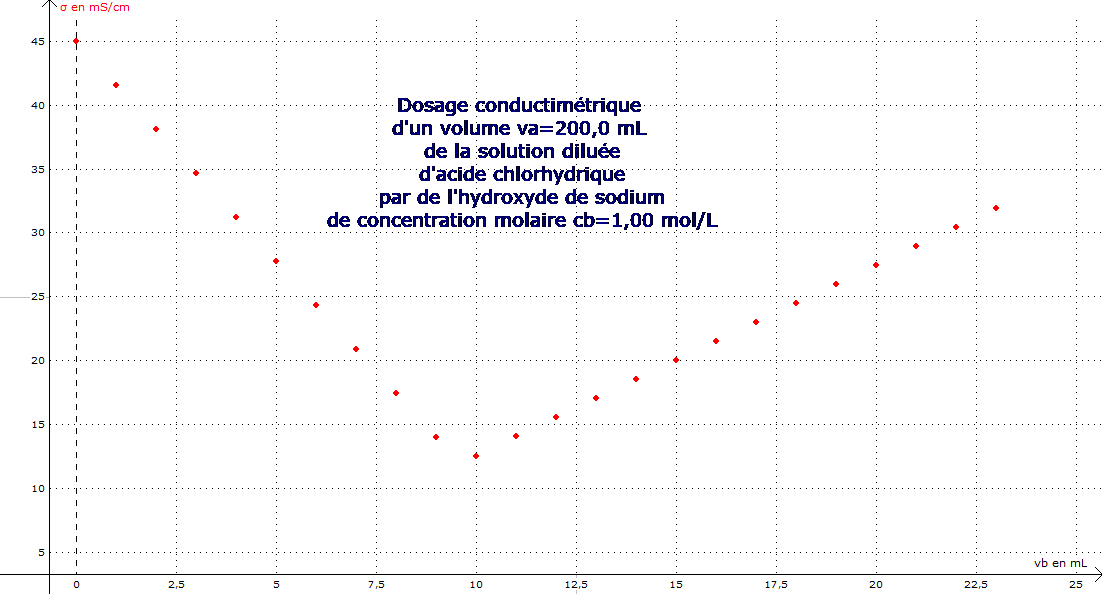 σ en mS/cm
45
40
Dosage conductimétrique
d'un volume va=200,0 mL
de la solution diluée
35
d'acide chlorhydrique
par de l'hydroxyde de sodium
de concentration molaire cb=1,00 mol/L
30
25
20
15
10
5
vb en mL
0 2,5 5 7,5 10 12,5 15 17,5 20 22,5 25